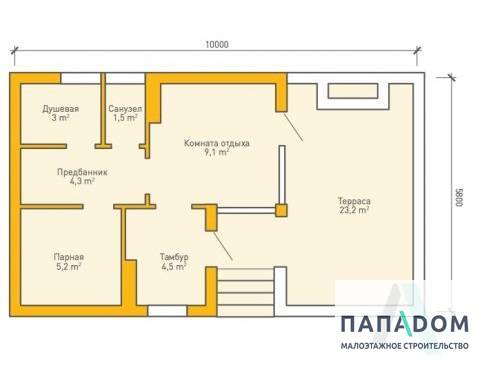 10000
Душевая
3 m²
Санузел
1,5 m²
Комната отдыха
9,1 m²
Предбанник
4,3 m²
Терраса
23,2 m²
5800
Парная
5,2 m²
Тамбур
4,5 m²
ПАПАDОМ
МАЛОЭТАЖНОЕ СТРОИТЕЛЬСТВО